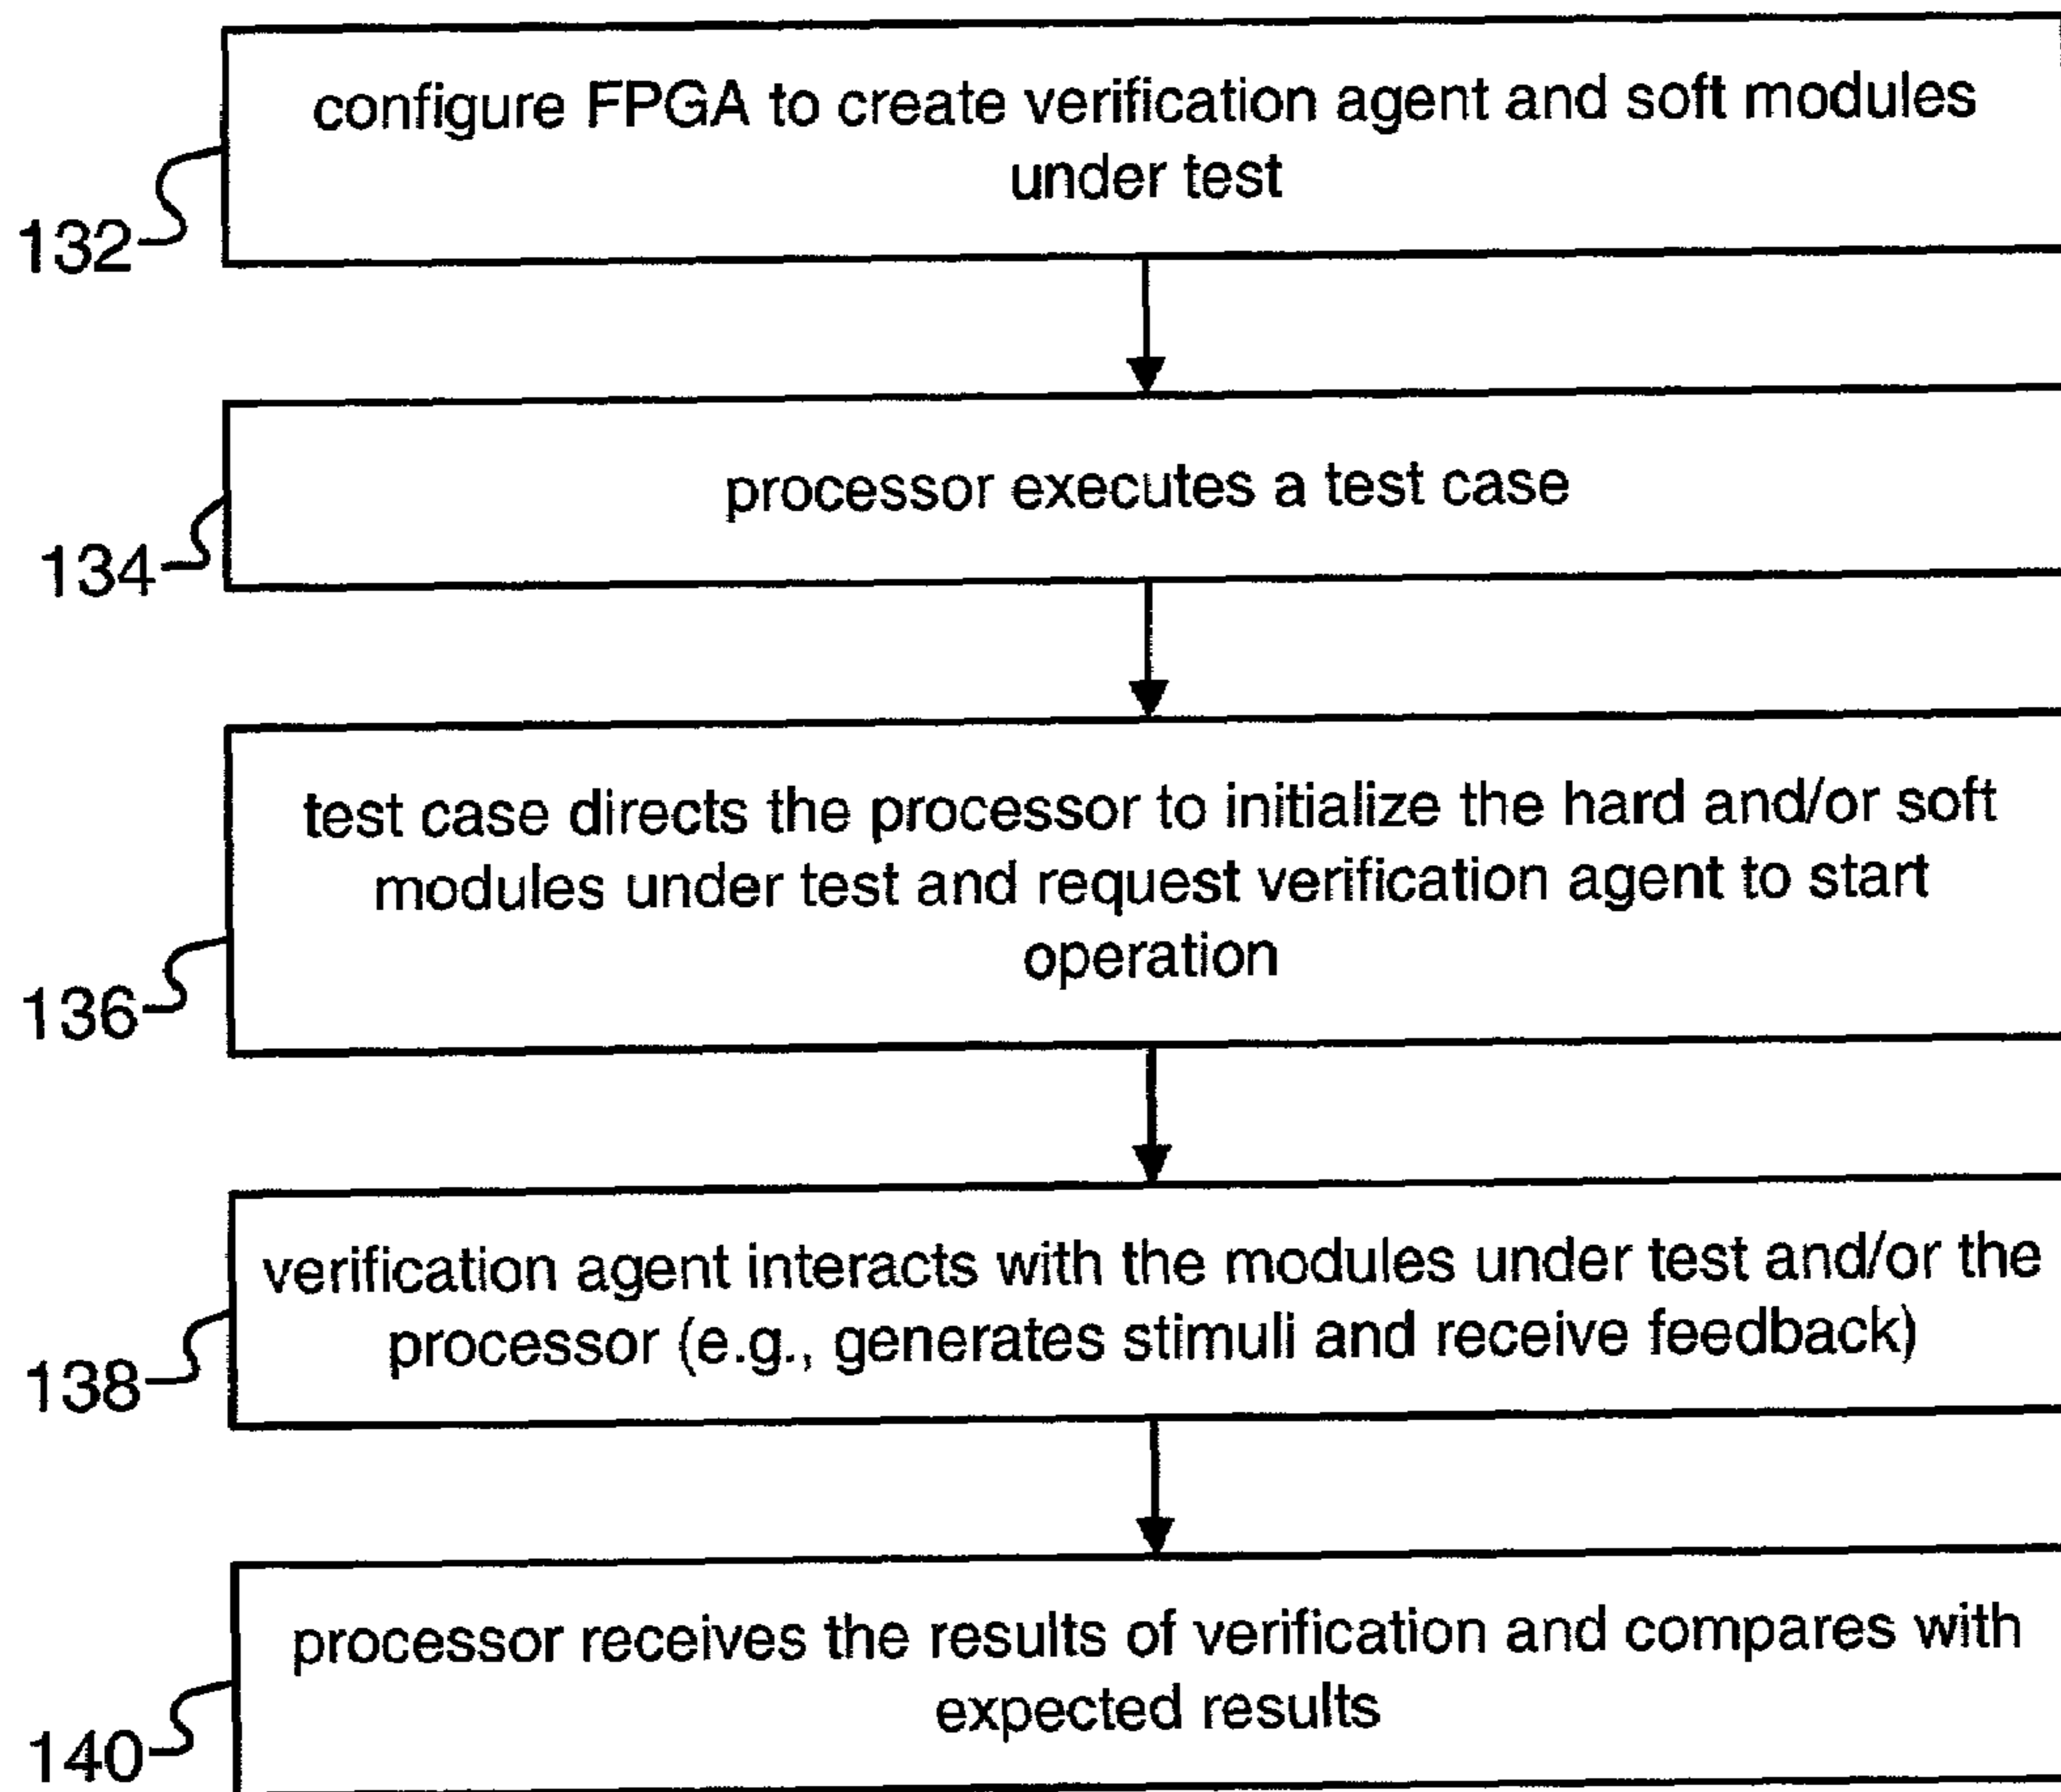 configure FPGA to create verification agent and soft modules
under test
132
processor executes a test case
134
test case directs the processor to initialize the hard and/or soft
modules under test and request verification agent to start
operation
136
verification agent interacts with the modules under test and/or the
processor (e.g., generates stimuli and receive feedback)
138
processor receives the results of verification and compares with
expected results
140